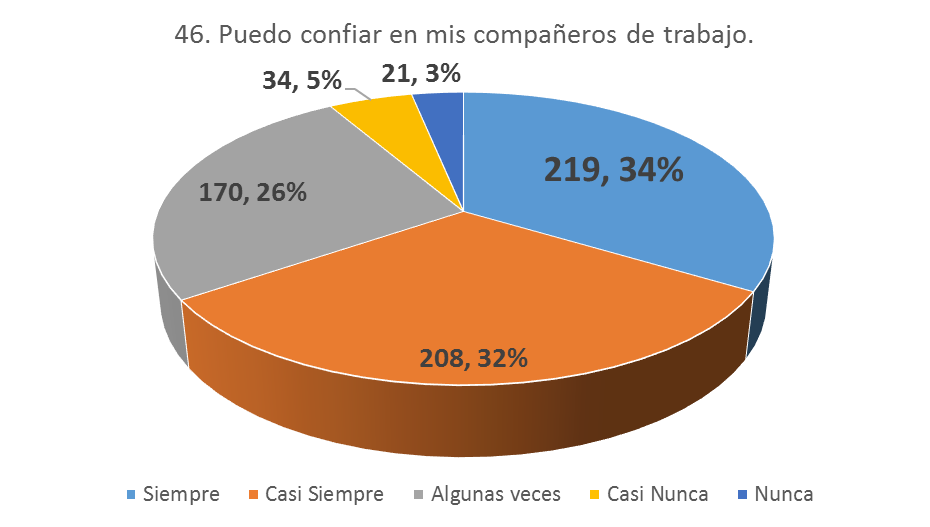 46. Puedo confiar en mis compañeros de trabajo.
34, 5%
21, 3%
219, 34%
170, 26%
208, 32%
Siempre
Casi Siempre
Algunas veces
Casi Nunca
Nunca